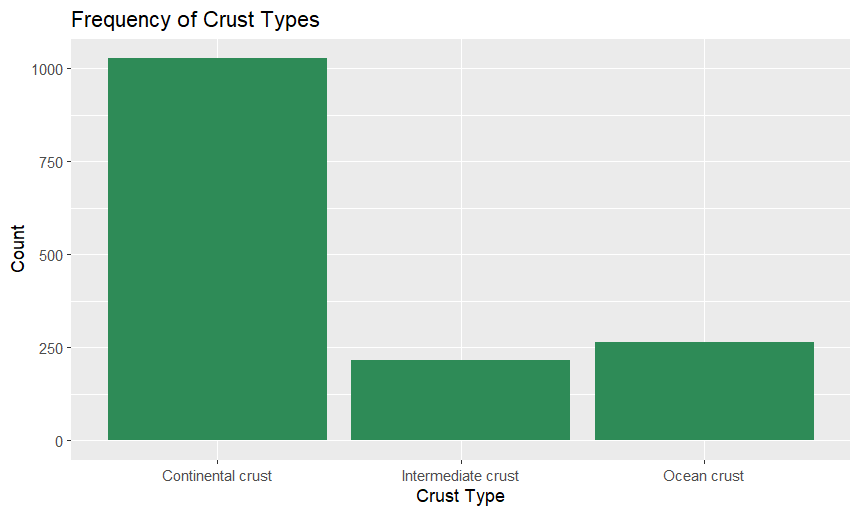 Frequency of Crust Types
Count
1000
750
500
250
0
Continental crust
Intermediate crust
Ocean crust
Crust Type